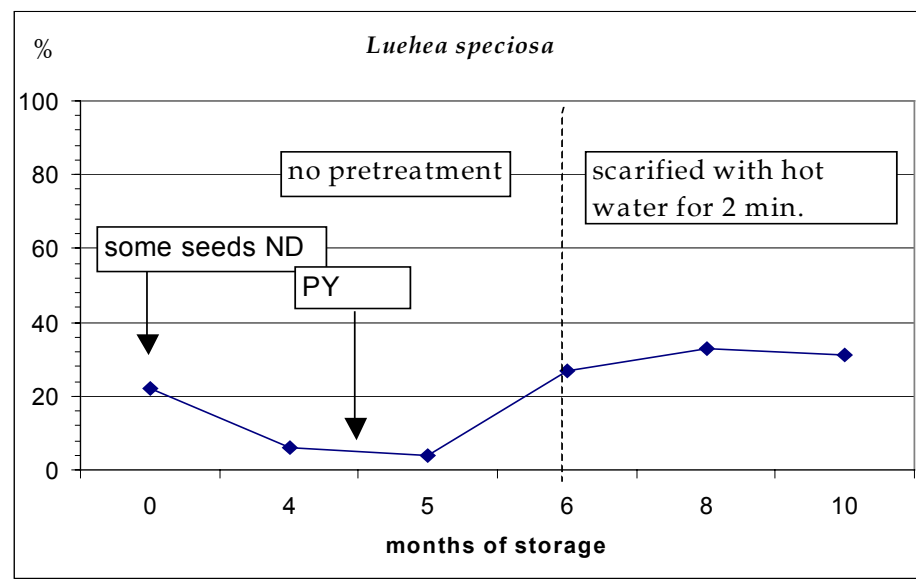 %
Luehea speciosa
100
80
60
40
20
0
no pretreatment
scarified with hot
water for 2 min.
some seeds ND
PY
0 4 5 6 8 10
months of storage